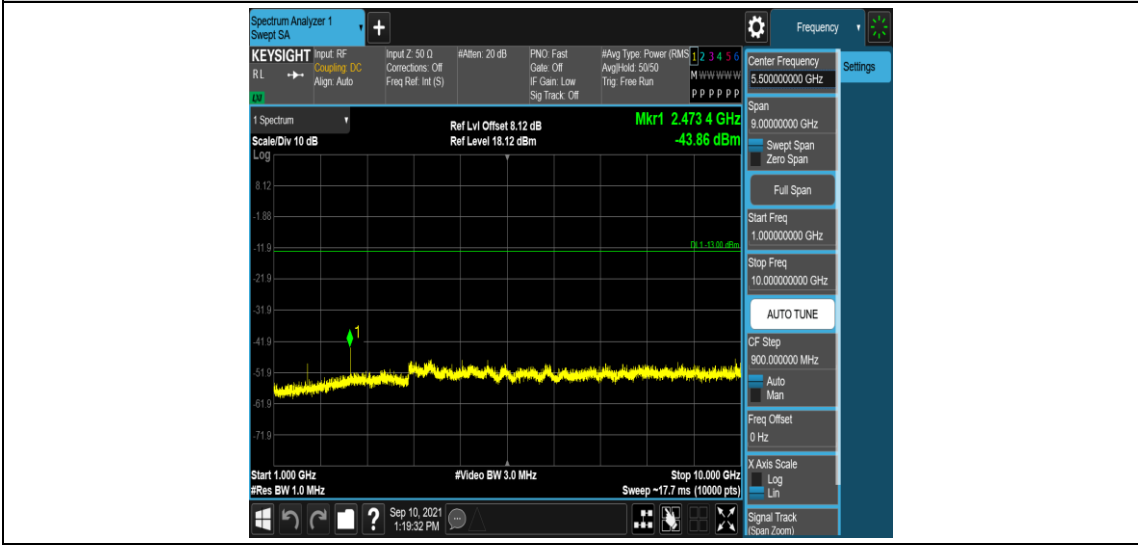 Spectrum Analyzer 1
Swept SA
+
Frequency
KEYSIGHT Input: RF
RL
Coupling: DC
Align: Auto
LM
Input Z: 50 Ω
Corrections: Off
Freq Ref: Int (S)
#Atten: 20 dB
PNO: Fast
Gate: Off
IF Gain: Low
Sig Track: Off
#Avg Type: Power (RMS
Avg|Hold: 50/50
Trig: Free Run
1 2 3 4 5 6
M W W W W W
P P P P P P
1 Spectrum
Scale/Div 10 dB
Log
Ref Lvl Offset 8.12 dB
Ref Level 18.12 dBm
Mkr1 2.473 4 GHz
-43.86 dBm
8.12
-1.88
-11.9
DL1 -13.00 dBm
-21.9
-31.9
-41.9
1
-51.9
-61.9
-71.9
Start 1.000 GHz
#Res BW 1.0 MHz
#Video BW 3.0 MHz
Stop 10.000 GHz
Sweep ~17.7 ms (10000 pts)
?
Sep 10, 2021
1:19:32 PM
Center Frequency
5.500000000 GHz
Settings
Span
9.00000000 GHz
Swept Span
Zero Span
Full Span
Start Freq
1.000000000 GHz
Stop Freq
10.000000000 GHz
AUTO TUNE
CF Step
900.000000 MHz
Auto
Man
Freq Offset
0 Hz
X Axis Scale
Log
Lin
Signal Track
(Span Zoom)